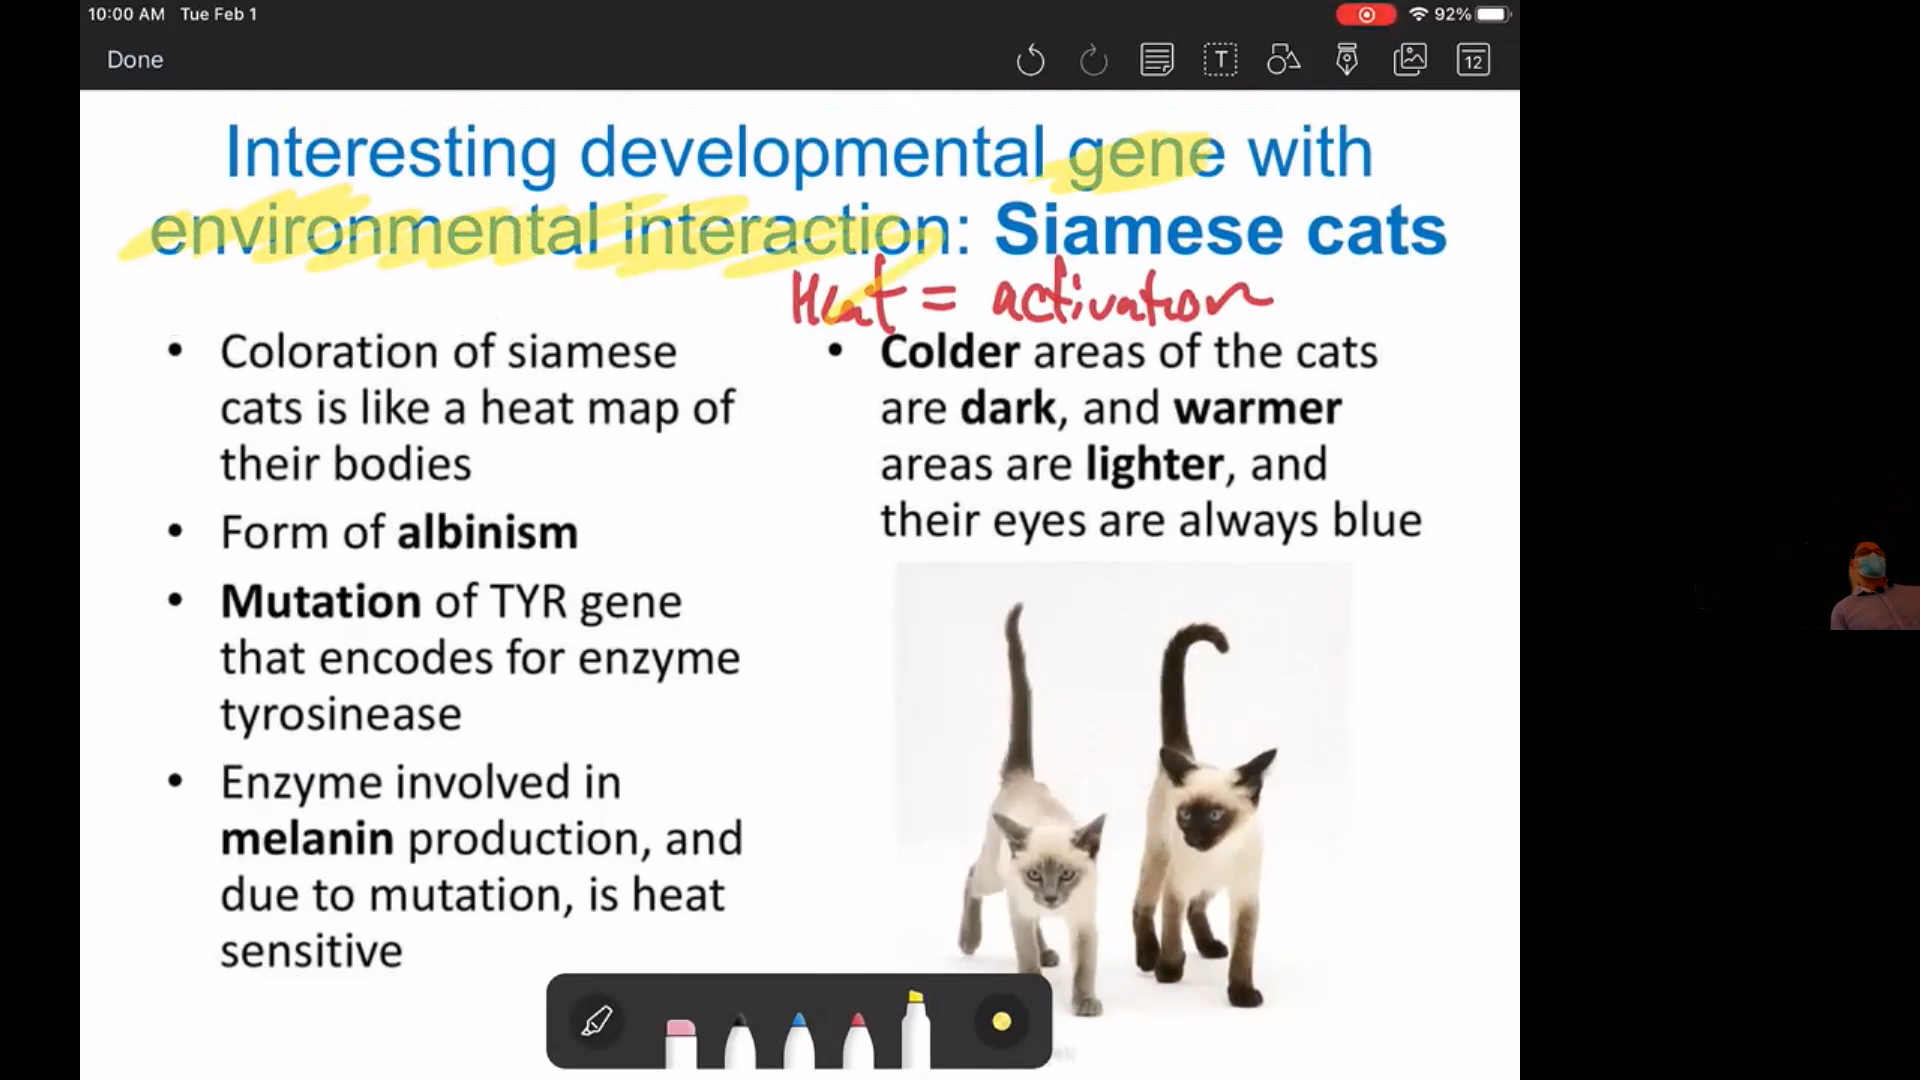 10:00 AM Tue Feb 1
92%
Done
T
12
Interesting developmental gene with
environmental interaction: Siamese cats
Heat = activation
• Coloration of siamese
cats is like a heat map of
their bodies
• Form of albinism
• Mutation of TYR gene
that encodes for enzyme
tyrosinease
• Enzyme involved in
melanin production, and
due to mutation, is heat
sensitive
• Colder areas of the cats
are dark, and warmer
areas are lighter, and
their eyes are always blue